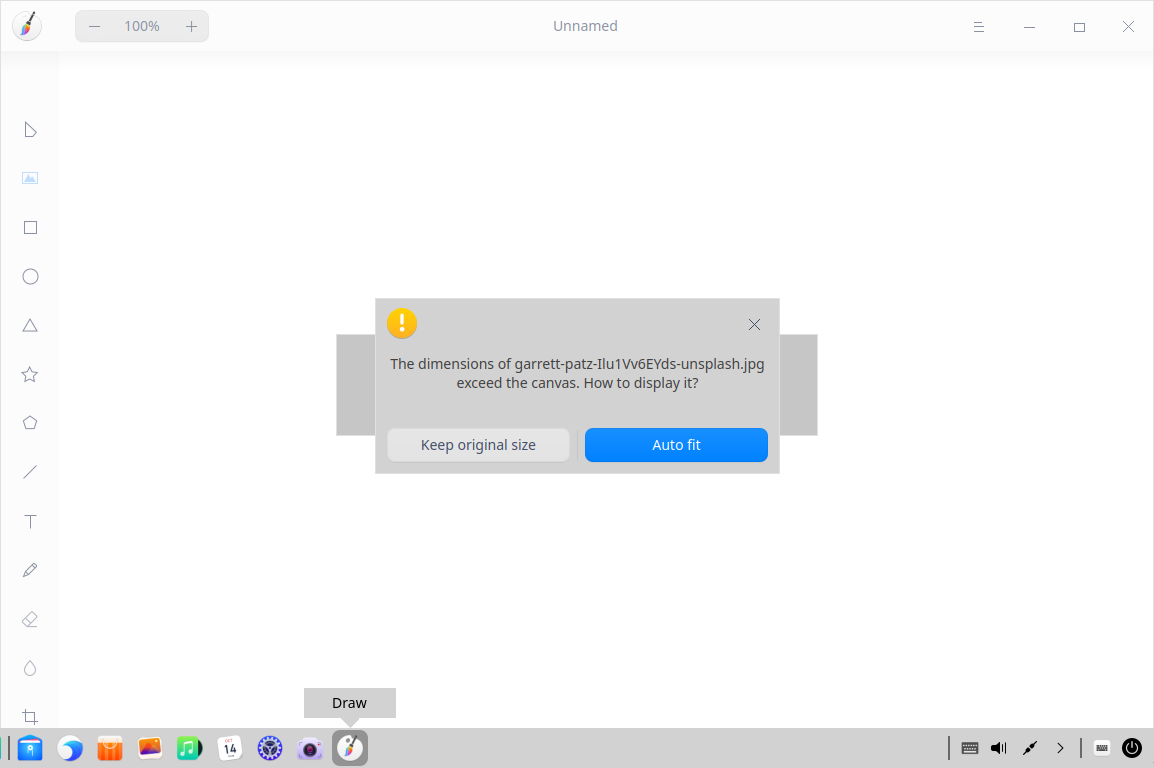 100%
Unnamed
The dimensions of garrett-patz-Ilu1Vv6EYds-unsplash.jpg
exceed the canvas. How to display it?
Keep original size
Auto fit
Draw
OCT
14